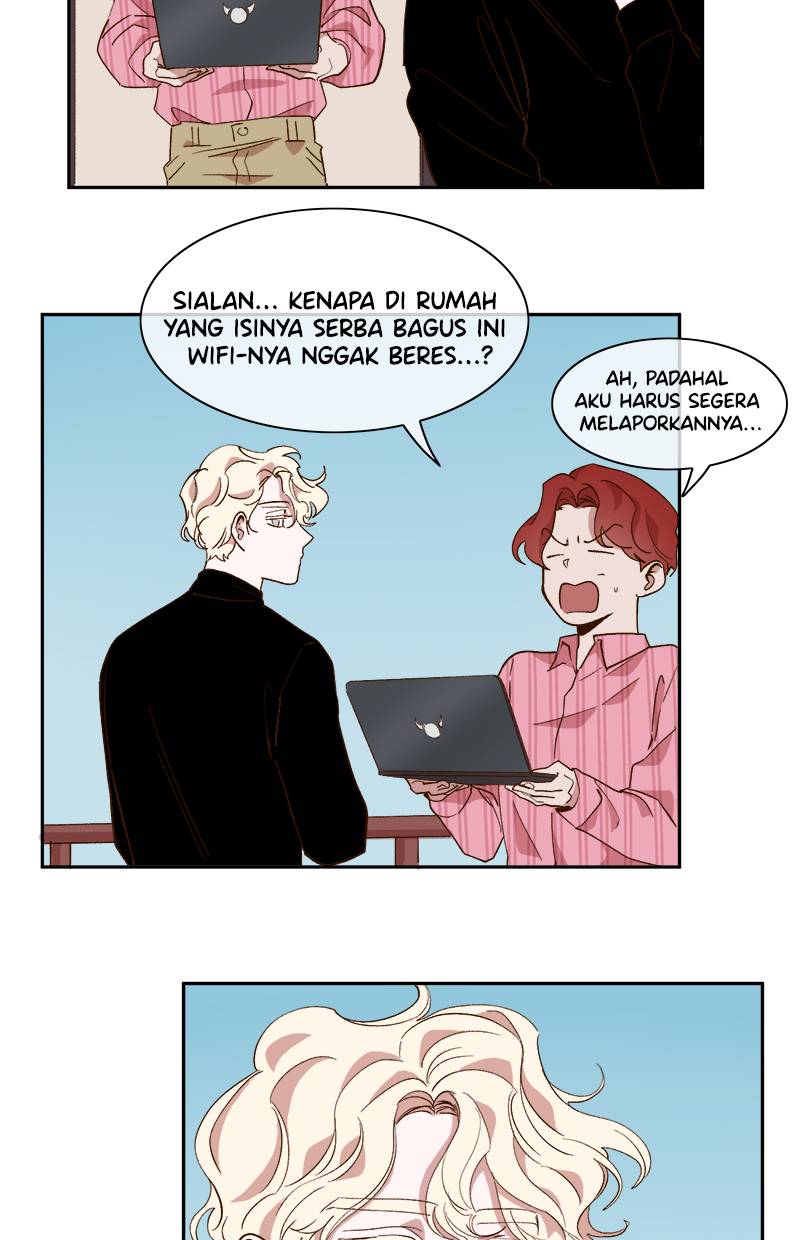 SIALAN... KENAPA DI RUMAH
YANG ISINYA SERBA BAGUS INI
WIFI-NYA NGGAK BERES...?
AH, PADAHAL
AKU HARUS SEGERA
MELAPORKANNYA...